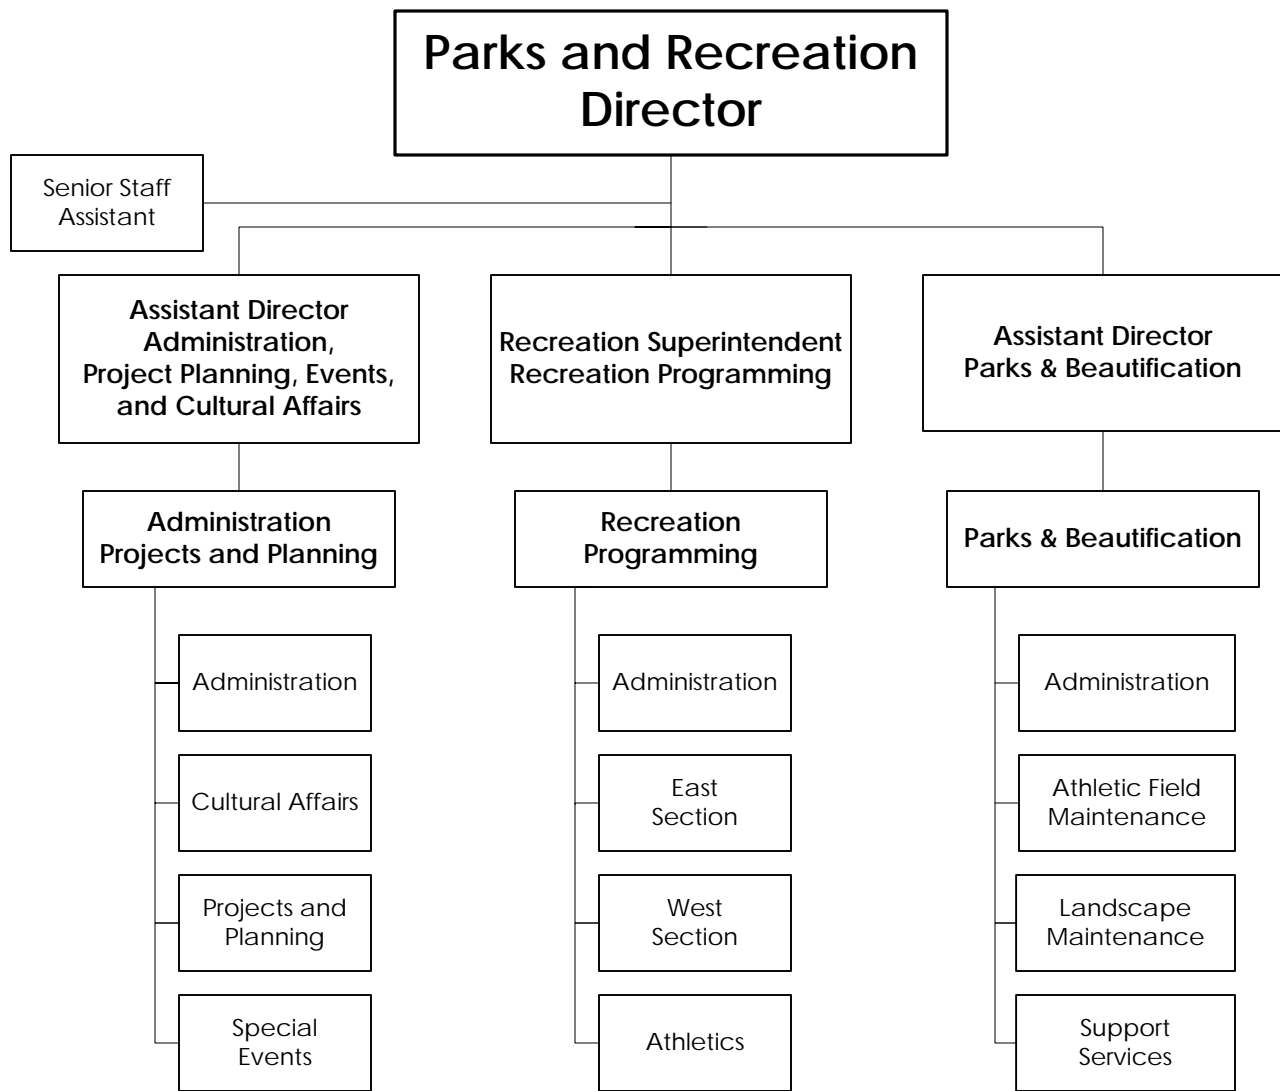 Parks and Recreation
Director
Senior Staff
Assistant
Assistant Director
Administration,
Project Planning, Events,
and Cultural Affairs
Recreation Superintendent
Recreation Programming
Assistant Director
Parks & Beautification
Administration
Projects and Planning
Recreation
Programming
Parks & Beautification
Administration
Cultural Affairs
Projects and
Planning
Special
Events
Administration
East
Section
West
Section
Athletics
Administration
Athletic Field
Maintenance
Landscape
Maintenance
Support
Services